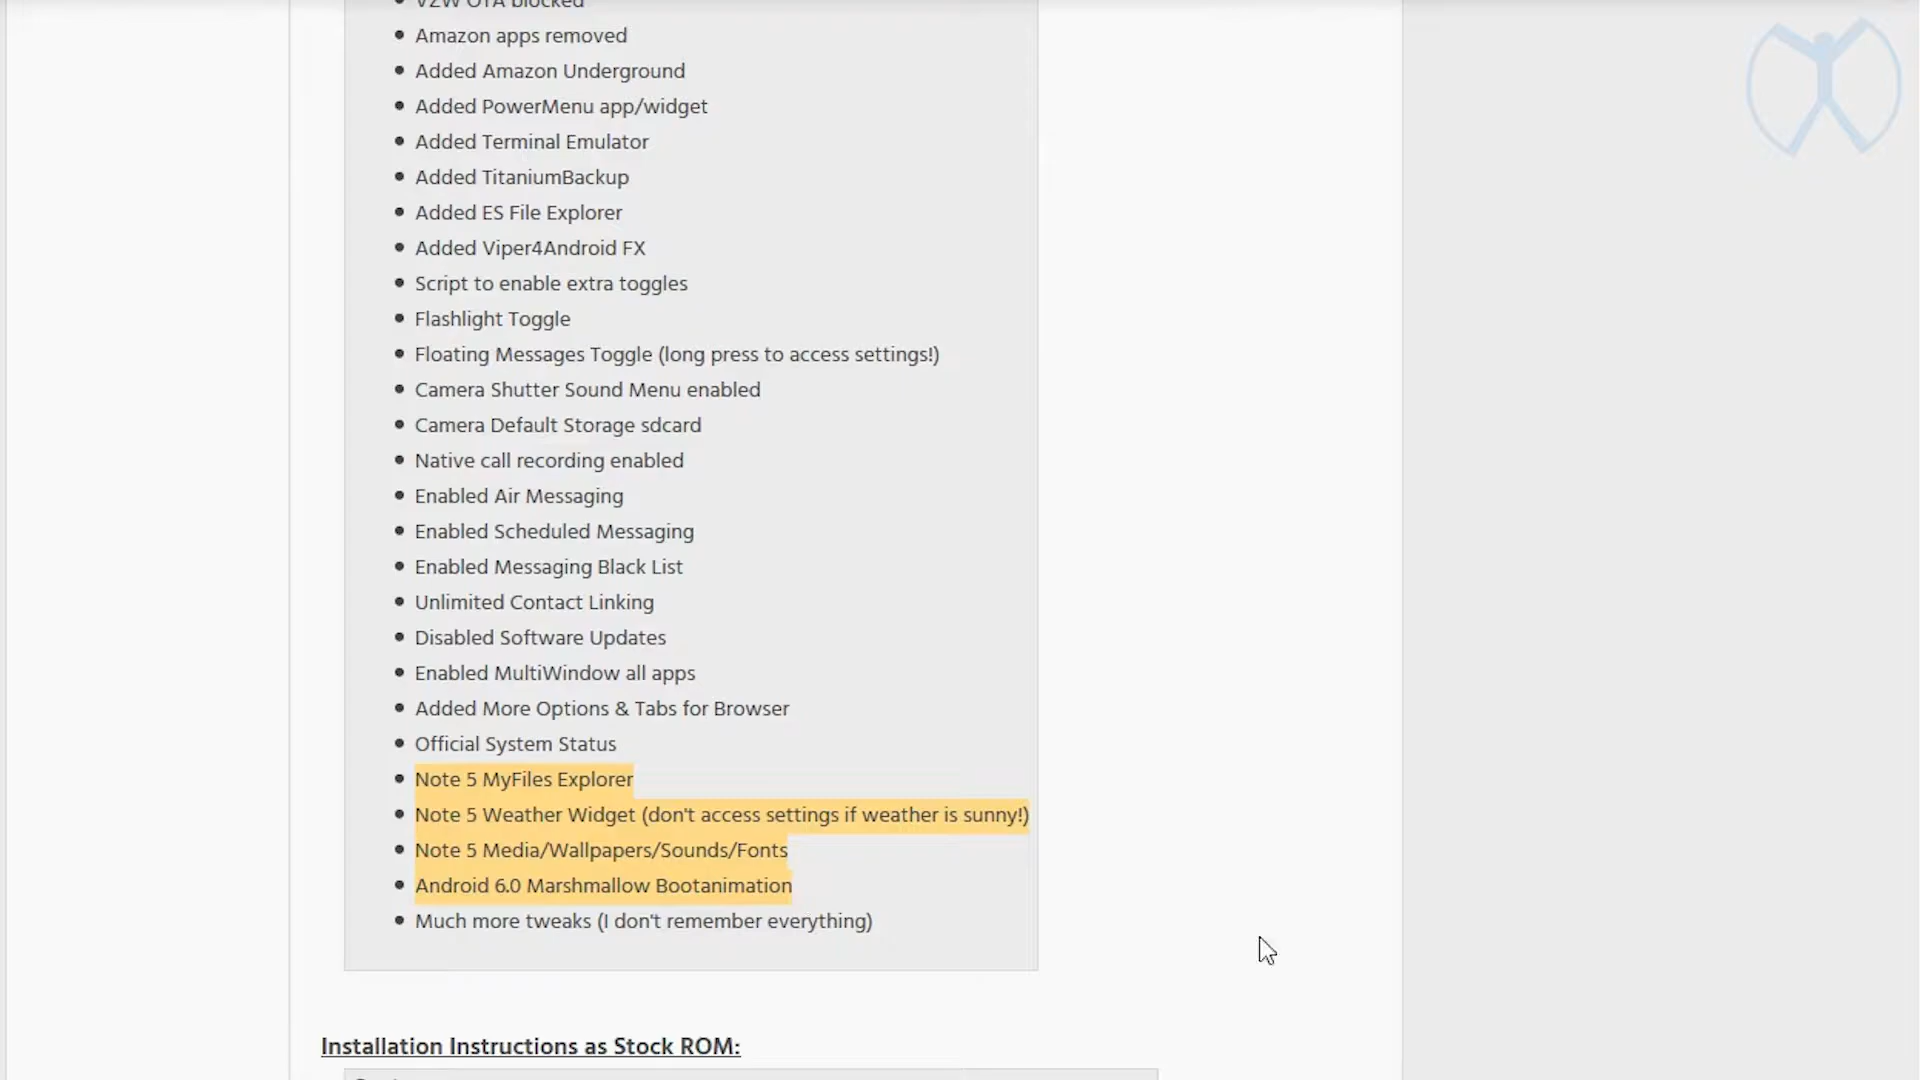 VZW OTA blocked
Amazon apps removed
Added Amazon Underground
Added PowerMenu app/widget
Added Terminal Emulator
Added TitaniumBackup
Added ES File Explorer
Added Viper4Android FX
Script to enable extra toggles
Flashlight Toggle
Floating Messages Toggle (long press to access settings!)
Camera Shutter Sound Menu enabled
Camera Default Storage sdcard
Native call recording enabled
Enabled Air Messaging
Enabled Scheduled Messaging
Enabled Messaging Black List
Unlimited Contact Linking
Disabled Software Updates
Enabled MultiWindow all apps
Added More Options & Tabs for Browser
Official System Status
Note 5 MyFiles Explorer
Note 5 Weather Widget (don't access settings if weather is sunny!)
Note 5 Media/Wallpapers/Sounds/Fonts
Android 6.0 Marshmallow Bootanimation
Much more tweaks (I don't remember everything)
Installation Instructions as Stock ROM: